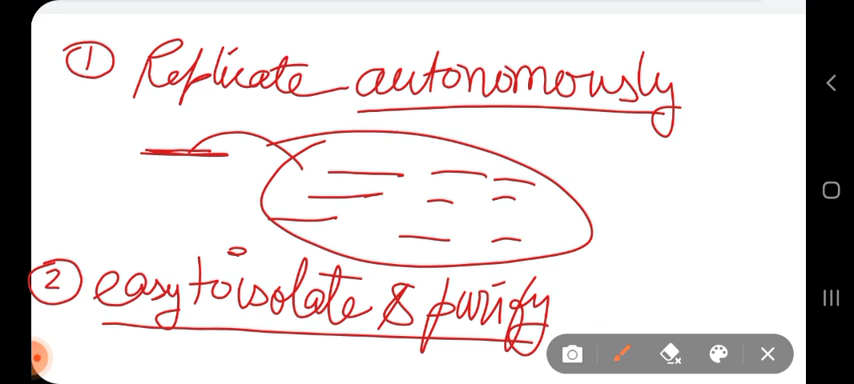 ① Replicate autonomously
② easy to isolate & purify